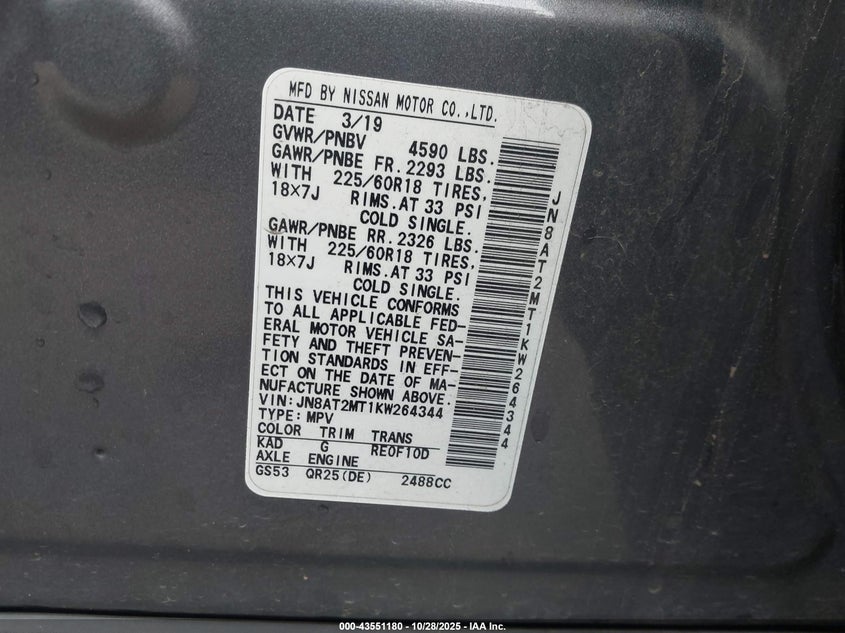 MFD BY NISSAN MOTOR CO.,LTD.
DATE 3/19
GVWR/PNBV 4590 LBS.
GAWR/PNBE FR. 2293 LBS.
WITH 225/60R18 TIRES,
18×7J RIMS. AT 33 PSI
COLD SINGLE.
GAWR/PNBE RR. 2326 LBS.
WITH 225/60R18 TIRES,
18×7J RIMS. AT 33 PSI
COLD SINGLE.
THIS VEHICLE CONFORMS
TO ALL APPLICABLE FED-
ERAL MOTOR VEHICLE SA-
FETY AND THEFT PREVEN-
TION STANDARDS IN EFF-
ECT ON THE DATE OF MA-
NUFACTURE SHOWN ABOVE.
VIN: JN8AT2MT1KW264344
TYPE: MPV
COLOR TRIM TRANS
KAD G RE0F10D
AXLE ENGINE
GS53 QR25(DE) 2488CC
JN8AT2MT1KW264344
000-43551180 - 10/28/2025 - IAA Inc.